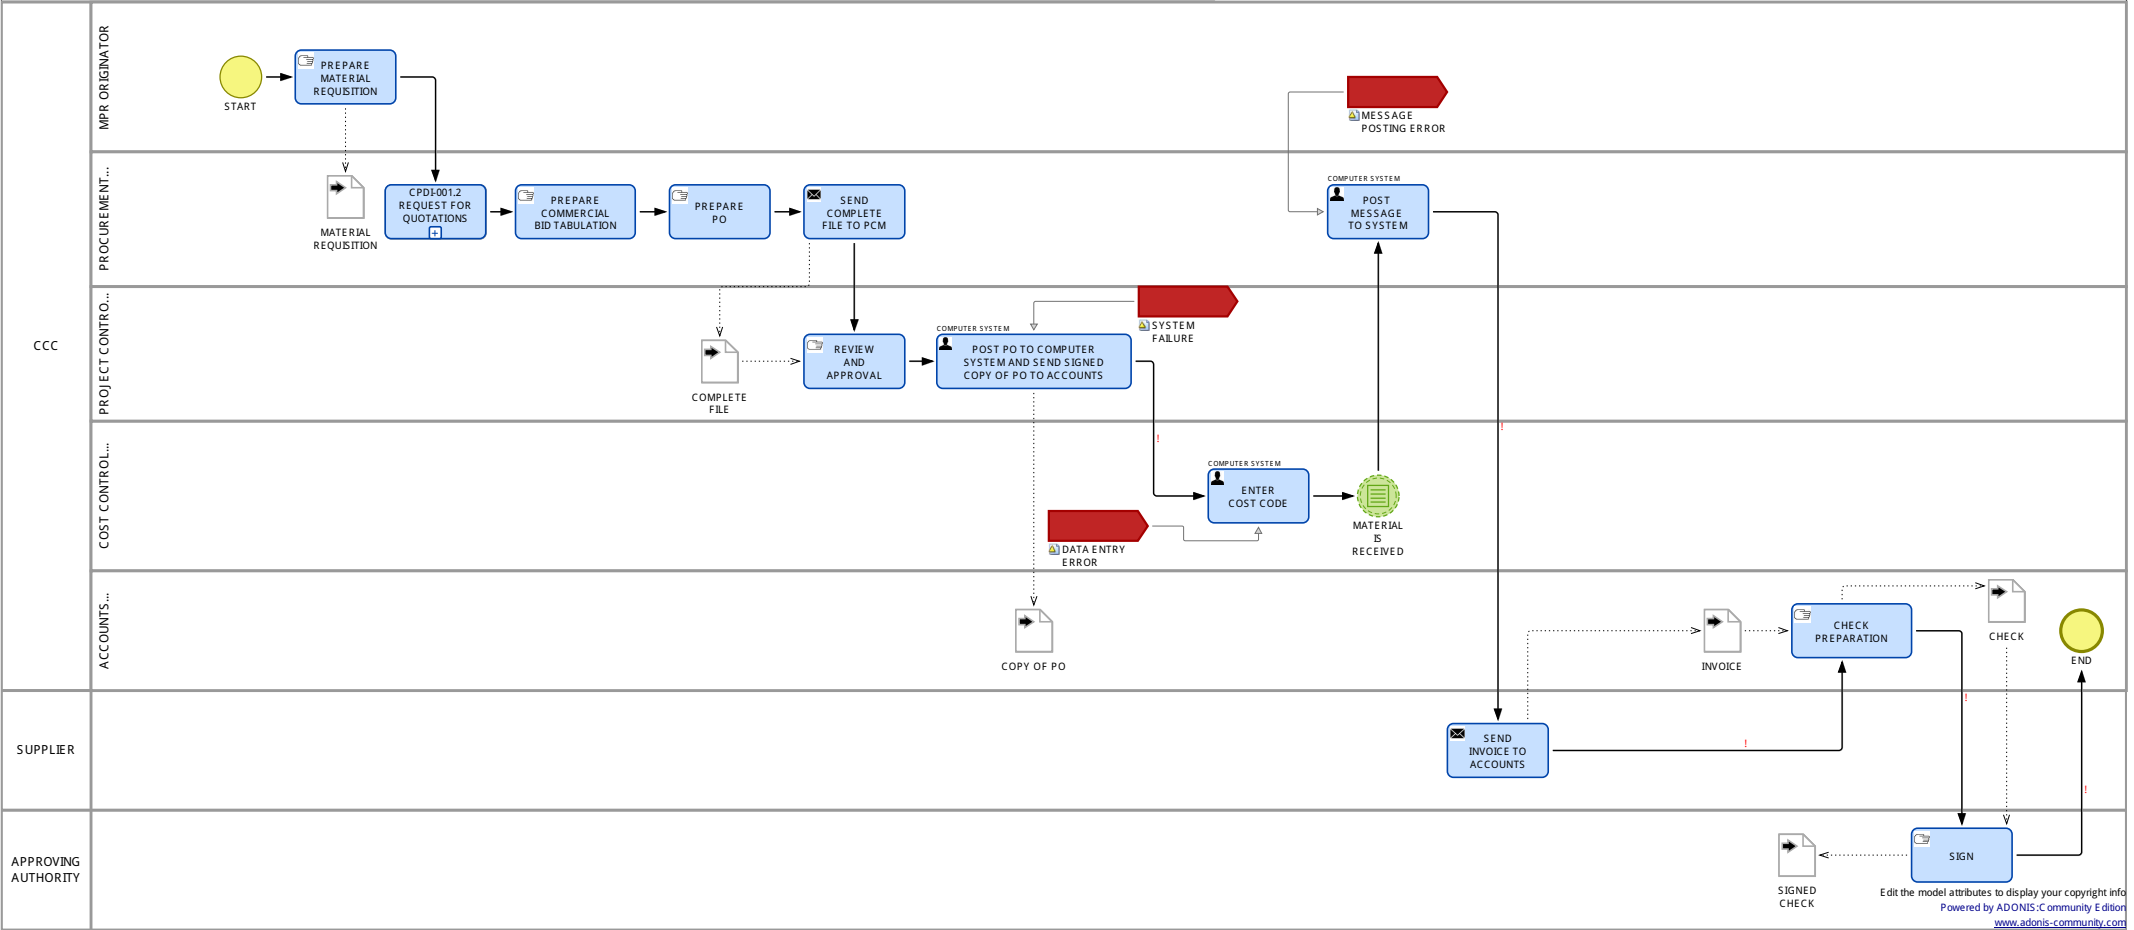 MPR ORIGINATOR
START
PREPARE
MATERIAL
REQUISITION
MESSAGE
POSTING ERROR
PROCUREMENT...
MATERIAL
REQUISITION
CPDI-001.2
REQUEST FOR
QUOTATIONS
PREPARE
COMMERCIAL
BID TABULATION
PREPARE
PO
SEND
COMPLETE
FILE TO PCM
COMPUTER SYSTEM
POST
MESSAGE
TO SYSTEM
CCC
PROJECT CONTRO...
COMPLETE
FILE
REVIEW
AND
APPROVAL
COMPUTER SYSTEM
POST PO TO COMPUTER
SYSTEM AND SEND SIGNED
COPY OF PO TO ACCOUNTS
SYSTEM
FAILURE
!
!
COST CONTROL...
DATA ENTRY
ERROR
COMPUTER SYSTEM
ENTER
COST CODE
MATERIAL
IS
RECEIVED
ACCOUNTS...
COPY OF PO
INVOICE
CHECK
PREPARATION
CHECK
END
SUPPLIER
SEND
INVOICE TO
ACCOUNTS
!
!
!
APPROVING
AUTHORITY
SIGNED
CHECK
SIGN
Edit the model attributes to display your copyright info
Powered by ADONIS:Community Edition
www.adonis-community.com